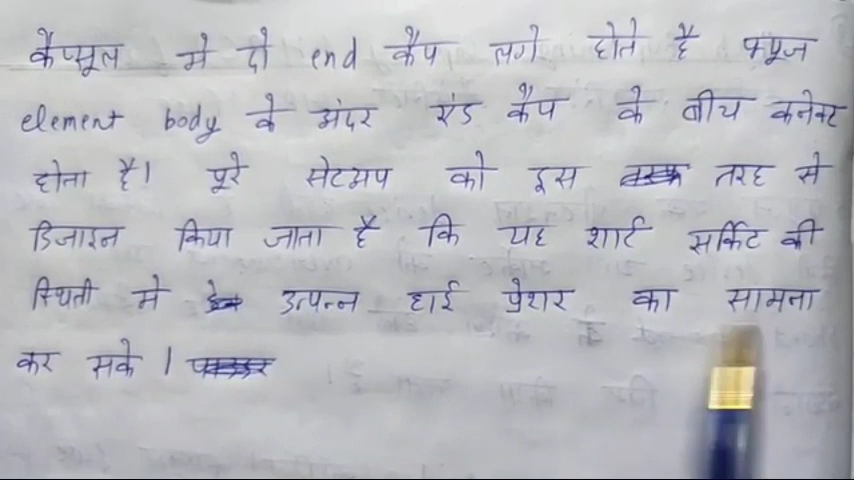 कैप्सूल मे दो end कैप लगे होते है फ्यूज
element body के अंदर एंड कैप के बीच कनेक्ट
होता है। पूरे सेटअप को इस तरह से
डिजाइन किया जाता है कि यह शार्ट सर्किट की
स्थिती मे उत्पन्न हाई प्रेशर का सामना
कर सके।